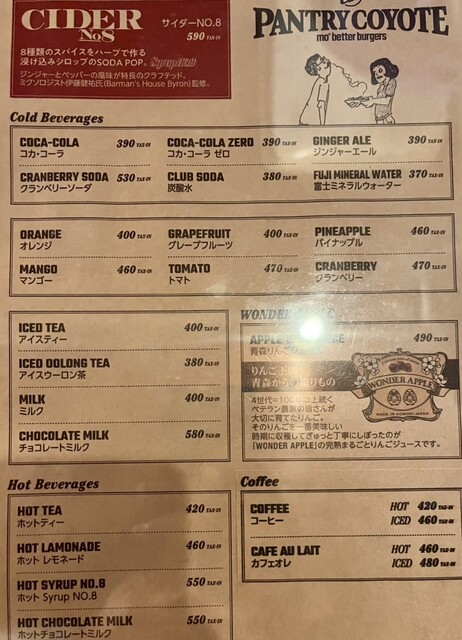 CIDER
No8
サイダーNO.8
590 TAX-IN
8種類のスパイスをハーブで作る
漬け込みシロップのSODA POP。
SyrupNo8
ジンジャーとペッパーの風味が特長のクラフテッド。
ミクソロジスト伊藤健祐氏(Barman's House Byron)監修。
PANTRY COYOTE
mo' better burgers
Cold Beverages
COCA-COLA 390 TAX-IN
コカ・コーラ
COCA-COLA ZERO 390 TAX-IN
コカ・コーラ ゼロ
GINGER ALE 390 TAX-IN
ジンジャーエール
CRANBERRY SODA 530 TAX-IN
クランベリーソーダ
CLUB SODA 380 TAX-IN
炭酸水
FUJI MINERAL WATER 370 TAX-IN
富士ミネラルウォーター
ORANGE 400 TAX-IN
オレンジ
GRAPEFRUIT 400 TAX-IN
グレープフルーツ
PINEAPPLE 460 TAX-IN
パイナップル
MANGO 460 TAX-IN
マンゴー
TOMATO 470 TAX-IN
トマト
CRANBERRY 470 TAX-IN
クランベリー
ICED TEA 400 TAX-IN
アイスティー
ICED OOLONG TEA 380 TAX-IN
アイスウーロン茶
MILK 400 TAX-IN
ミルク
CHOCOLATE MILK 580 TAX-IN
チョコレートミルク
WONDER
APPLE 490 TAX-IN
青森りんごの
りんご王国
青森からの贈りもの
4世代=100年以上続く
ベテラン農家の皆さんが
大切に育てたりんご。
そのりんごを一番美味しい
時期に収穫してぎゅっと丁寧にしぼったのが
「WONDER APPLE」の完熟まるごとりんごジュースです。
WONDER APPLE
MADE IN AOMORI JAPAN
Hot Beverages
HOT TEA 420 TAX-IN
ホットティー
HOT LAMONADE 460 TAX-IN
ホット レモネード
HOT SYRUP NO.8 550 TAX-IN
ホット Syrup NO.8
HOT CHOCOLATE MILK 550 TAX-IN
ホットチョコレートミルク
Coffee
COFFEE HOT 420 TAX-IN
コーヒー ICED 460 TAX-IN
CAFE AU LAIT HOT 460 TAX-IN
カフェオレ ICED 480 TAX-IN